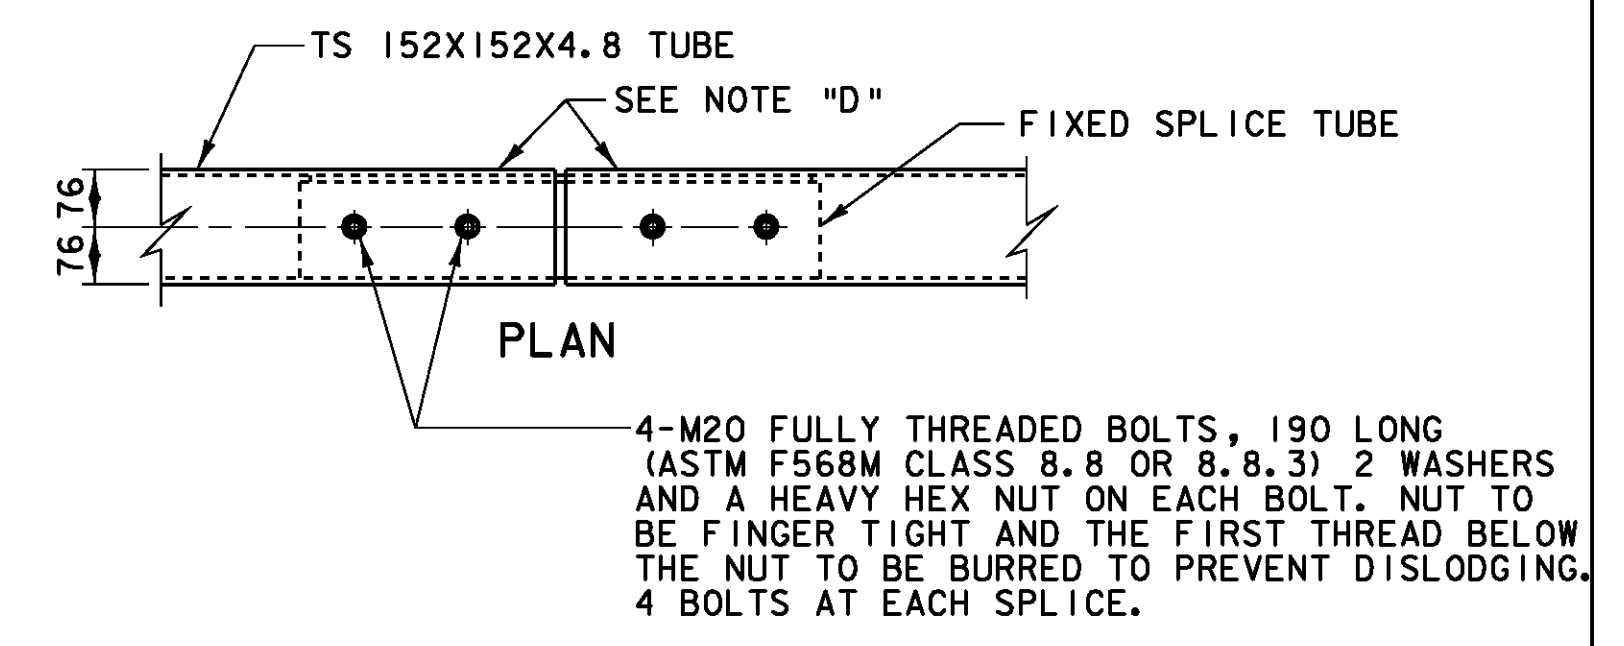 TS 152X152X4.8 TUBE
SEE NOTE "D"
FIXED SPLICE TUBE
76
76
PLAN
4-M20 FULLY THREADED BOLTS, 190 LONG
(ASTM F568M CLASS 8.8 OR 8.8.3) 2 WASHERS
AND A HEAVY HEX NUT ON EACH BOLT. NUT TO
BE FINGER TIGHT AND THE FIRST THREAD BELOW
THE NUT TO BE BURRED TO PREVENT DISLODGING.
4 BOLTS AT EACH SPLICE.